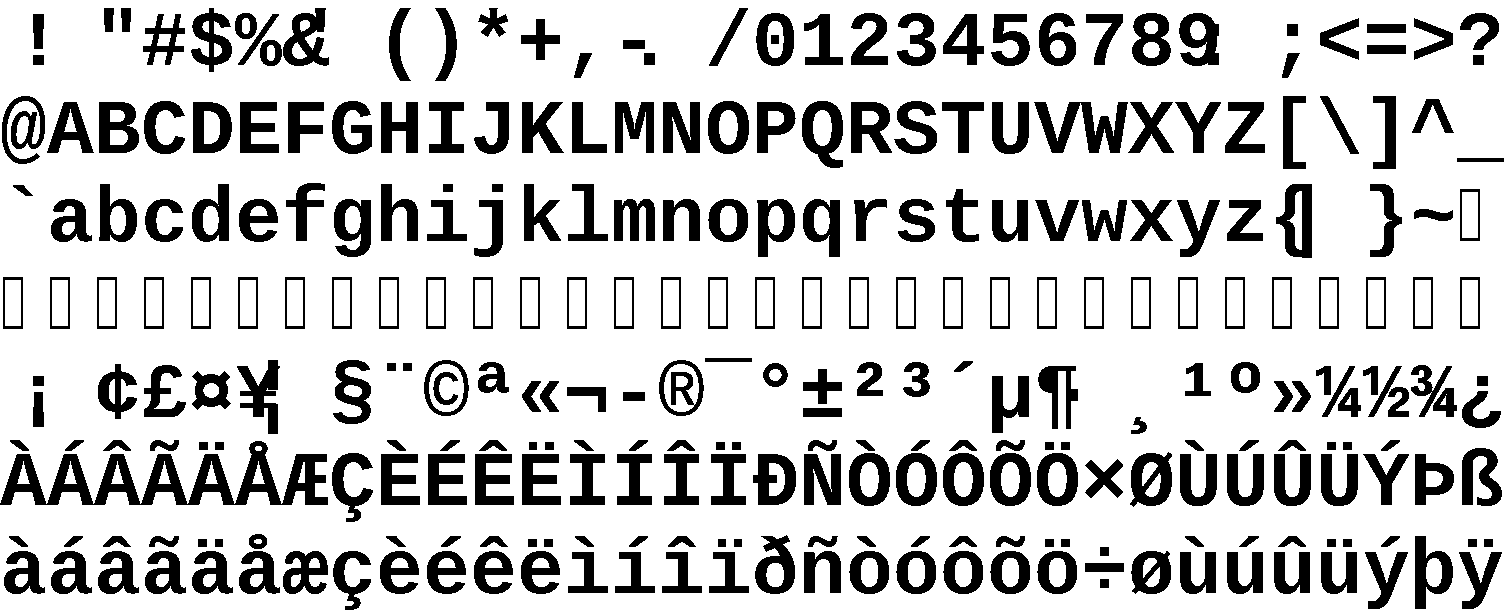 ! "#$%&' ()*+,-. /0123456789: ;<=>?
@ABCDEFGHIJKLMNOPQRSTUVWXYZ[\]^_
`abcdefghijklmnopqrstuvwxyz{| }~▯
▯▯▯▯▯▯▯▯▯▯▯▯▯▯▯▯▯▯▯▯▯▯▯▯▯▯▯▯▯▯▯▯
¡ ¢£¤¥¦ §¨©ª«¬-®¯°±²³´µ¶· ¸¹º»¼½¾¿
ÀÁÂÃÄÅÆÇÈÉÊËÌÍÎÏÐÑÒÓÔÕÖ×ØÙÚÛÜÝÞß
àáâãäåæçèéêëìíîïðñòóôõö÷øùúûüýþÿ